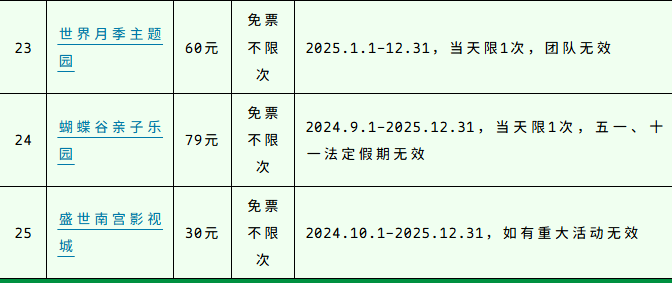 23 世界月季主题园 60元 免票不限次 2025.1.1-12.31，当天限1次，团队无效
24 蝴蝶谷亲子乐园 79元 免票不限次 2024.9.1-2025.12.31，当天限1次，五一、十一法定假期无效
25 盛世南宫影视城 30元 免票不限次 2024.10.1-2025.12.31，如有重大活动无效